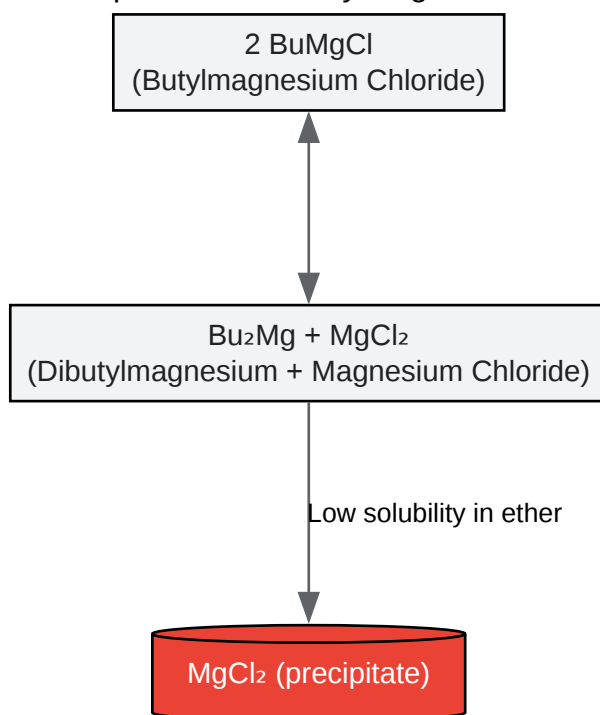 2 BuMgCl
(Butylmagnesium Chloride)
Bu₂Mg + MgCl₂
(Dibutylmagnesium + Magnesium Chloride)
Low solubility in ether
MgCl₂ (precipitate)